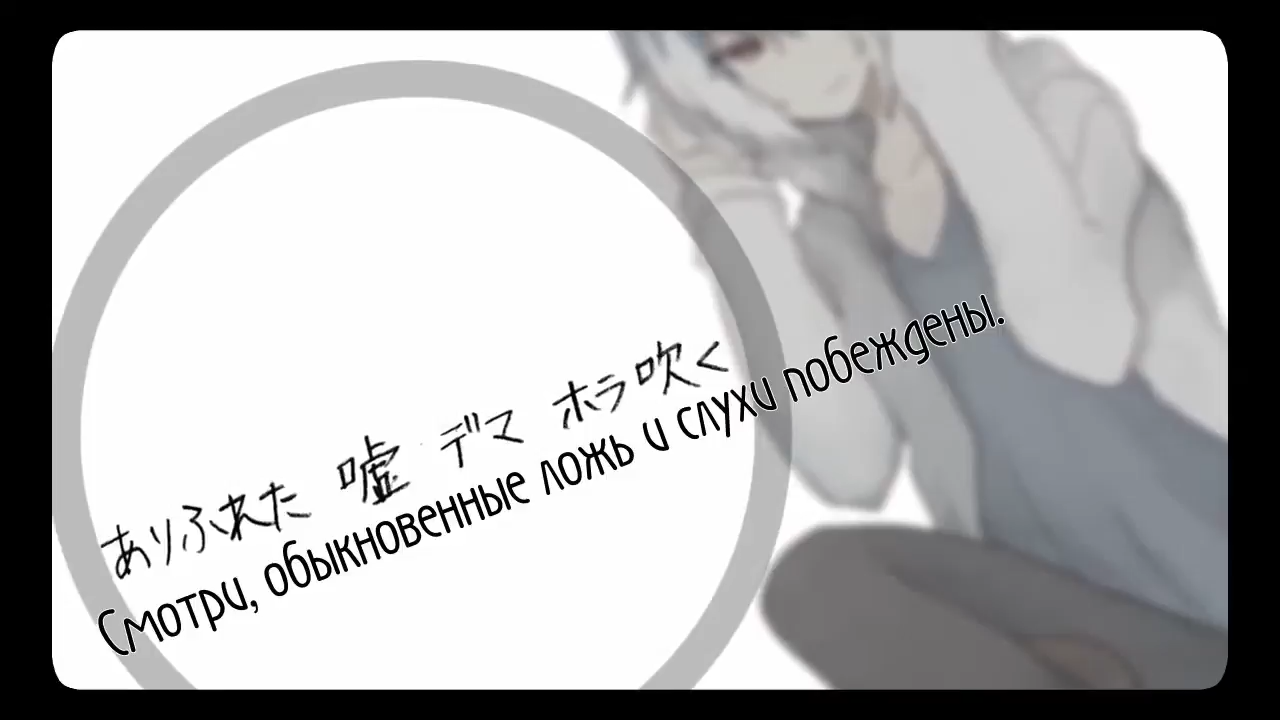 ありふれた 嘘 デマ ホラ吹く
Смотри, обыкновенные ложь и слухи побеждены.